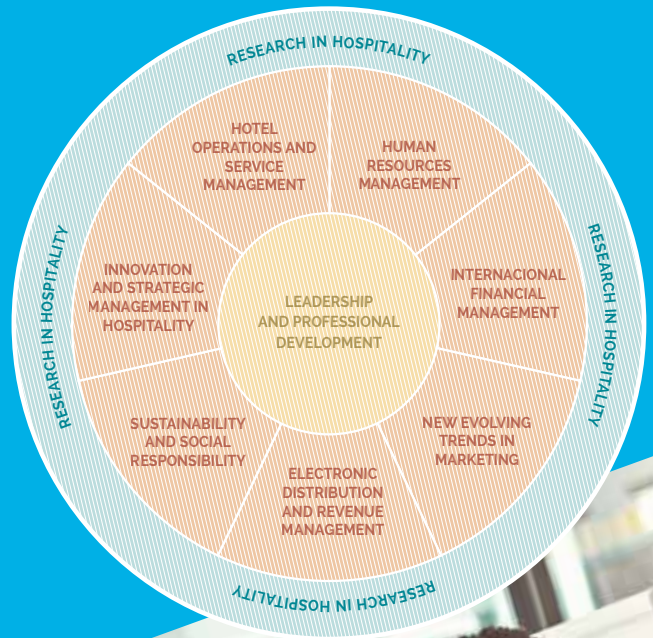 RESEARCH IN HOSPITALITY
HOTEL
OPERATIONS AND
SERVICE
MANAGEMENT
HUMAN
RESOURCES
MANAGEMENT
RESEARCH IN HOSPITALITY
INNOVATION
AND STRATEGIC
MANAGEMENT IN
HOSPITALITY
LEADERSHIP
AND PROFESSIONAL
DEVELOPMENT
INTERNACIONAL
FINANCIAL
MANAGEMENT
RESEARCH IN HOSPITALITY
SUSTAINABILITY
AND SOCIAL
RESPONSIBILITY
ELECTRONIC
DISTRIBUTION
AND REVENUE
MANAGEMENT
NEW EVOLVING
TRENDS IN
MARKETING
RESEARCH IN HOSPITALITY